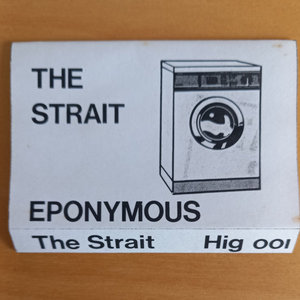 THE
STRAIT
EPONYMOUS
The Strait Hig 001